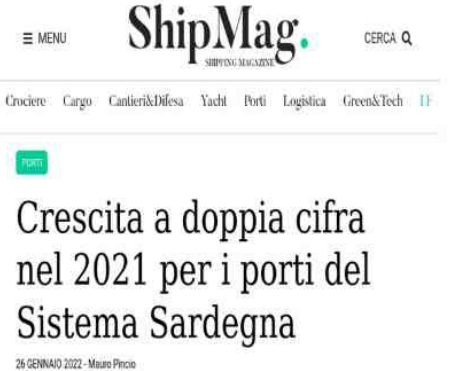 ≡ MENU
ShipMag.
SHIPPING MAGAZINE
CERCA
Crociere Cargo Cantieri&Difesa Yacht Porti Logistica Green&Tech
PORTI
Crescita a doppia cifra
nel 2021 per i porti del
Sistema Sardegna
26 GENNAIO 2022 - Mauro Pincio